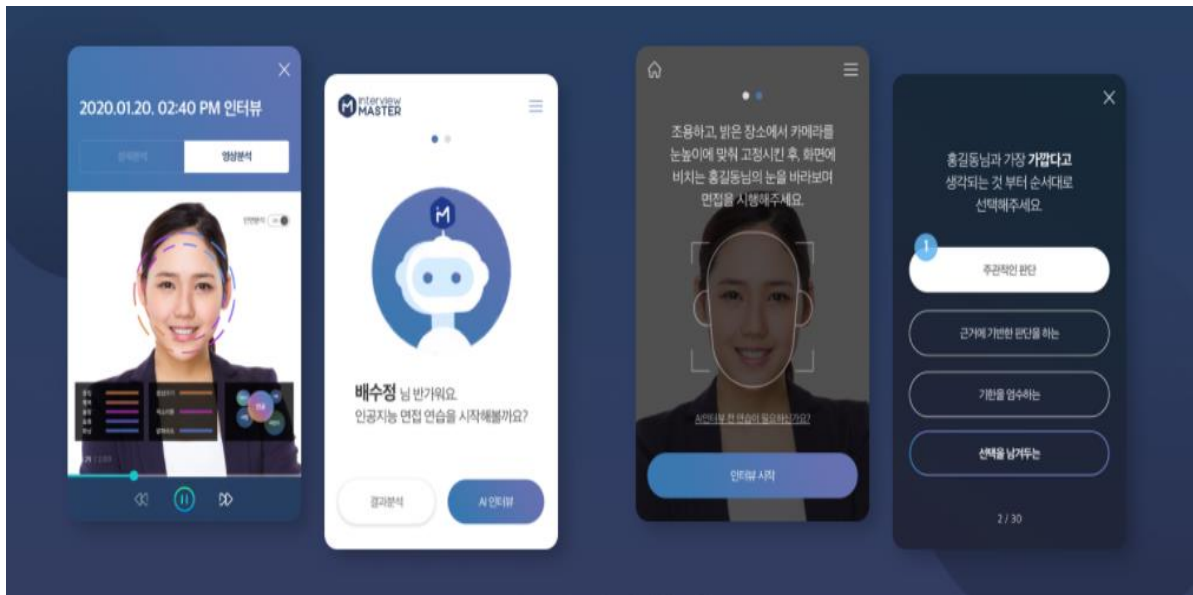 2020.01.20. 02:40 PM 인터뷰
영상분석
interview
MASTER
배수정 님 반가워요.
인공지능 면접 연습을 시작해볼까요?
결과분석
AI 인터뷰
조용하고, 밝은 장소에서 카메라를
눈높이에 맞춰 고정시킨 후, 화면에
비치는 홍길동님의 눈을 바라보며
면접을 시행해주세요.
AI인터뷰 전 연습이 필요하신가요?
인터뷰 시작
홍길동님과 가장 가깝다고
생각되는 것 부터 순서대로
선택해주세요.
1
주관적인 판단
근거에 기반한 판단을 하는
기한을 엄수하는
선택을 남겨두는
2 / 30